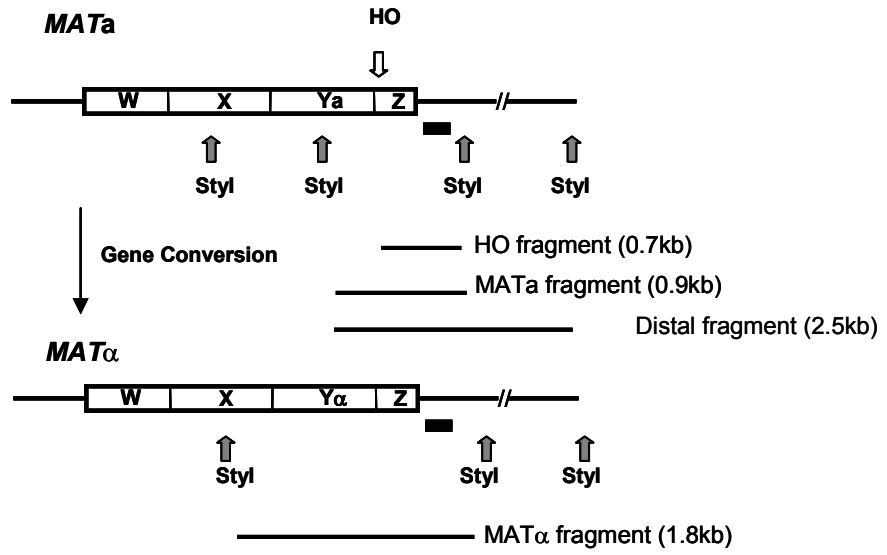 MATa
HO
W X Ya Z //
StyI StyI StyI StyI
Gene Conversion
HO fragment (0.7kb)
MATa fragment (0.9kb)
Distal fragment (2.5kb)
MATα
W X Yα Z //
StyI StyI StyI
MATα fragment (1.8kb)